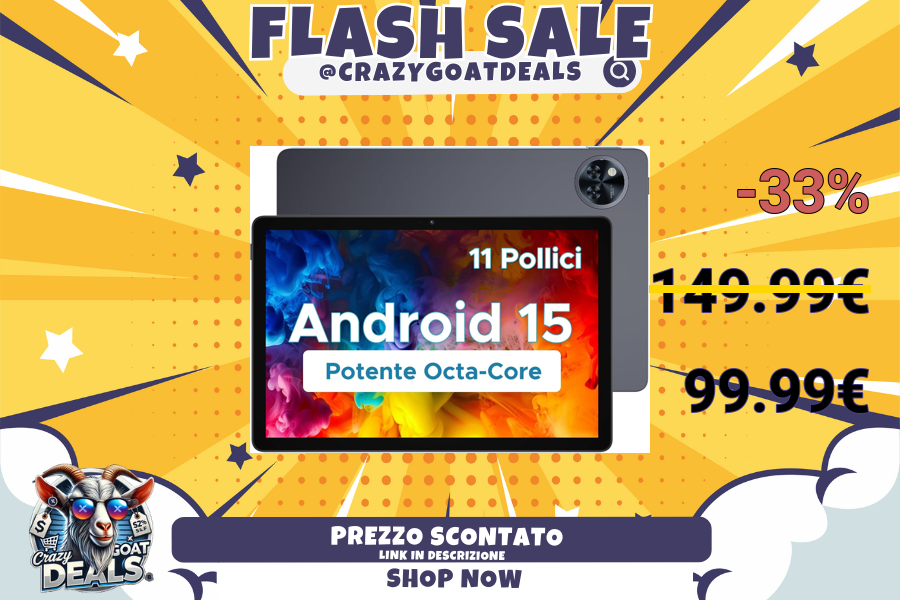 FLASH SALE
@CRAZYGOATDEALS
-33%
11 Pollici
149.99€
Android 15
Potente Octa-Core
99.99€
$
52%
Crazy
GOAT
DEALS
PREZZO SCONTATO
LINK IN DESCRIZIONE
SHOP NOW